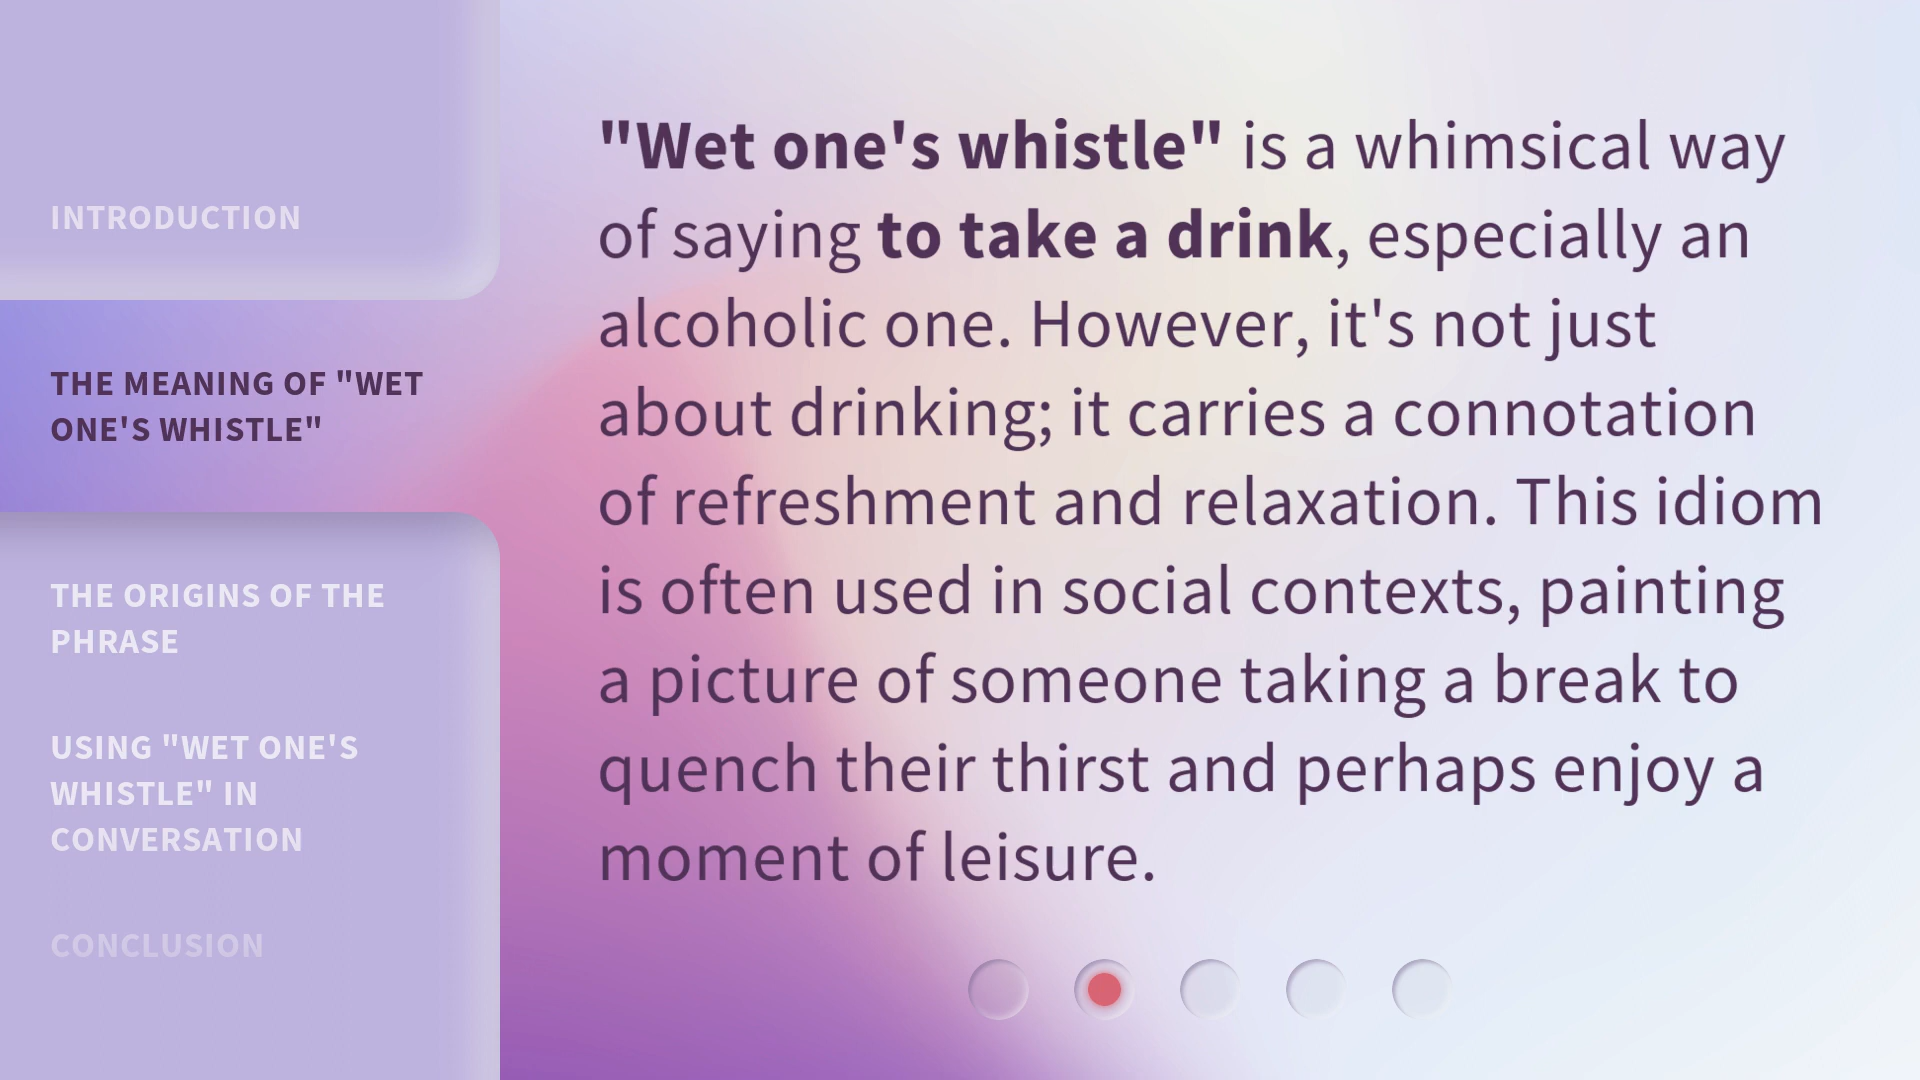 INTRODUCTION
THE MEANING OF "WET
ONE'S WHISTLE"
THE ORIGINS OF THE
PHRASE
USING "WET ONE'S
WHISTLE" IN
CONVERSATION
CONCLUSION
"Wet one's whistle" is a whimsical way
of saying to take a drink, especially an
alcoholic one. However, it's not just
about drinking; it carries a connotation
of refreshment and relaxation. This idiom
is often used in social contexts, painting
a picture of someone taking a break to
quench their thirst and perhaps enjoy a
moment of leisure.